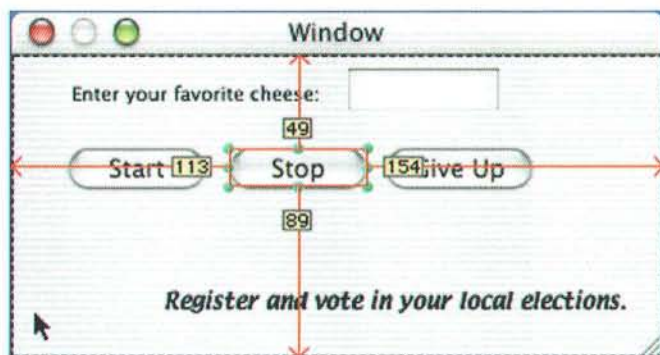 Window
Enter your favorite cheese:
49
Start 113 Stop 154 Give Up
89
Register and vote in your local elections.